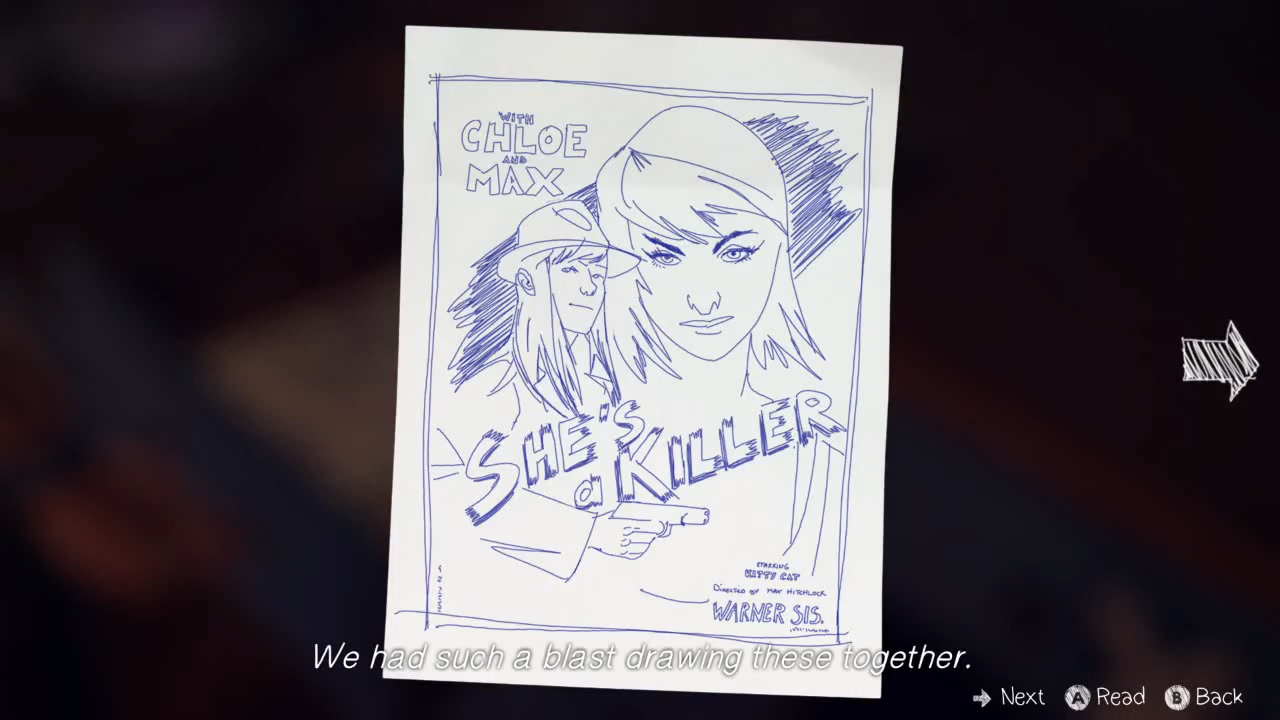 WITH
CHLOE
AND
MAX
SHE'S
a KILLER
STARRING
KITTY CAT
DIRECTED BY MAX HITCHLOCK
WARNER SIS.
We had such a blast drawing these together.
Next A Read B Back